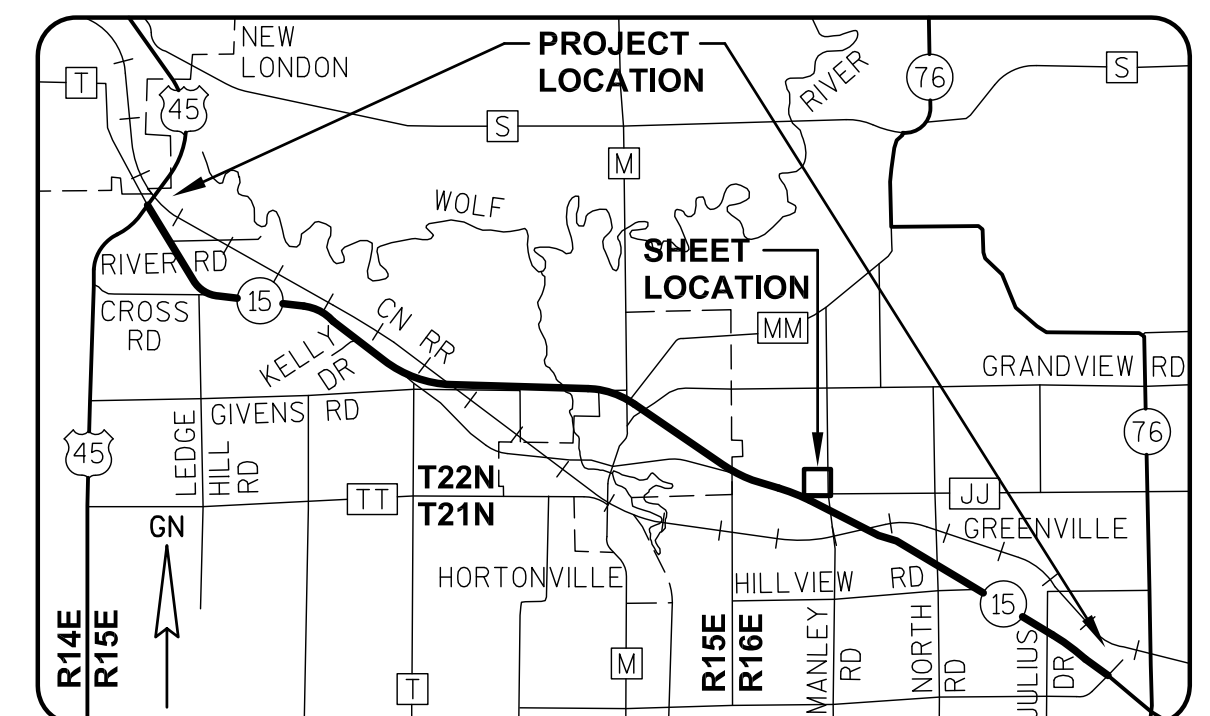 NEW
LONDON
PROJECT
LOCATION
RIVER
76
S
T
45
S
M
WOLF
SHEET
LOCATION
RIVER RD
15
CROSS
RD
CN RR
KELLY
DR
MM
GRANDVIEW RD
GIVENS RD
LEDGE
HILL
RD
45
76
T22N
T21N
TT
JJ
GN
GREENVILLE
HORTONVILLE
HILLVIEW RD
15
R14E
R15E
R15E
R16E
MANLEY
RD
NORTH
RD
JULIUS
DR
M
T